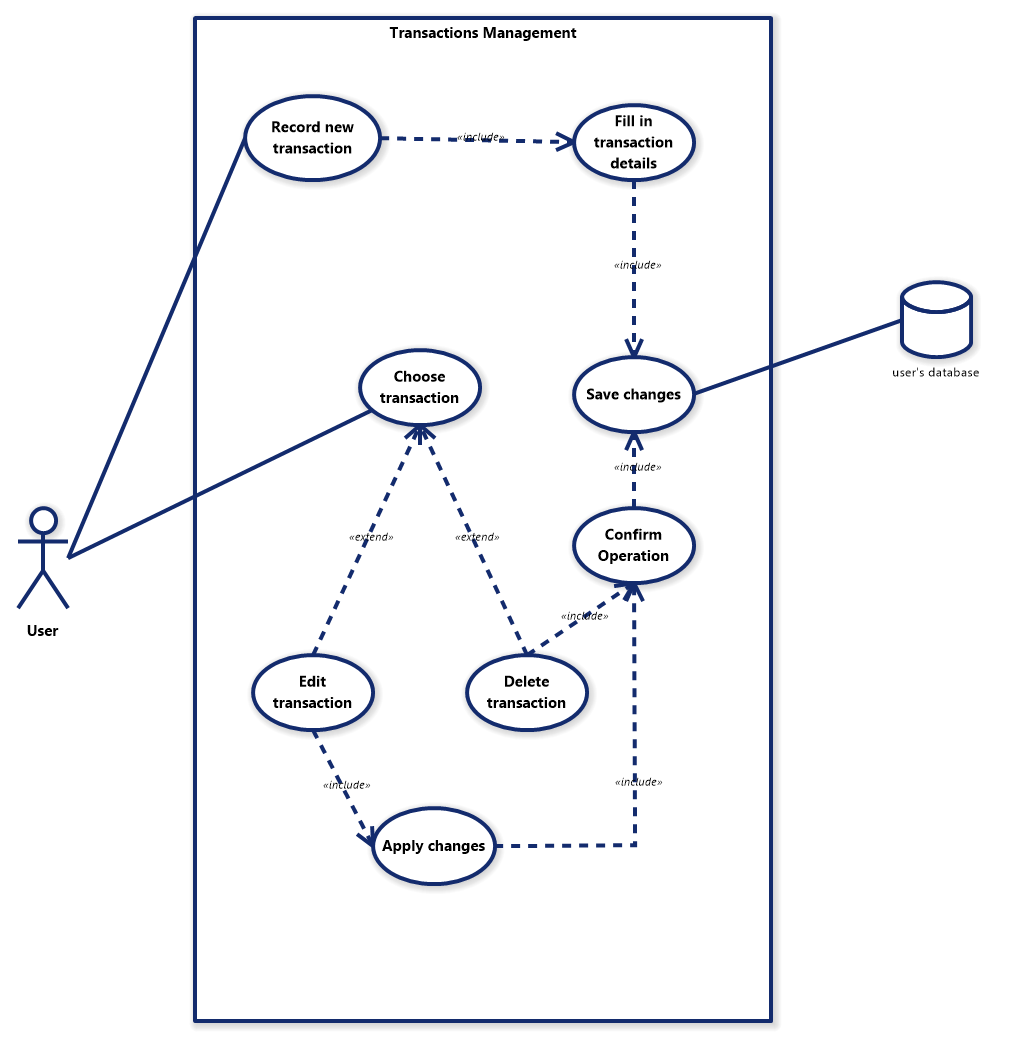 Transactions Management
Record new
transaction
«include»
Fill in
transaction
details
«include»
user's database
Choose
transaction
Save changes
«include»
«extend»
«extend»
Confirm
Operation
«include»
User
Edit
transaction
Delete
transaction
«include»
«include»
Apply changes